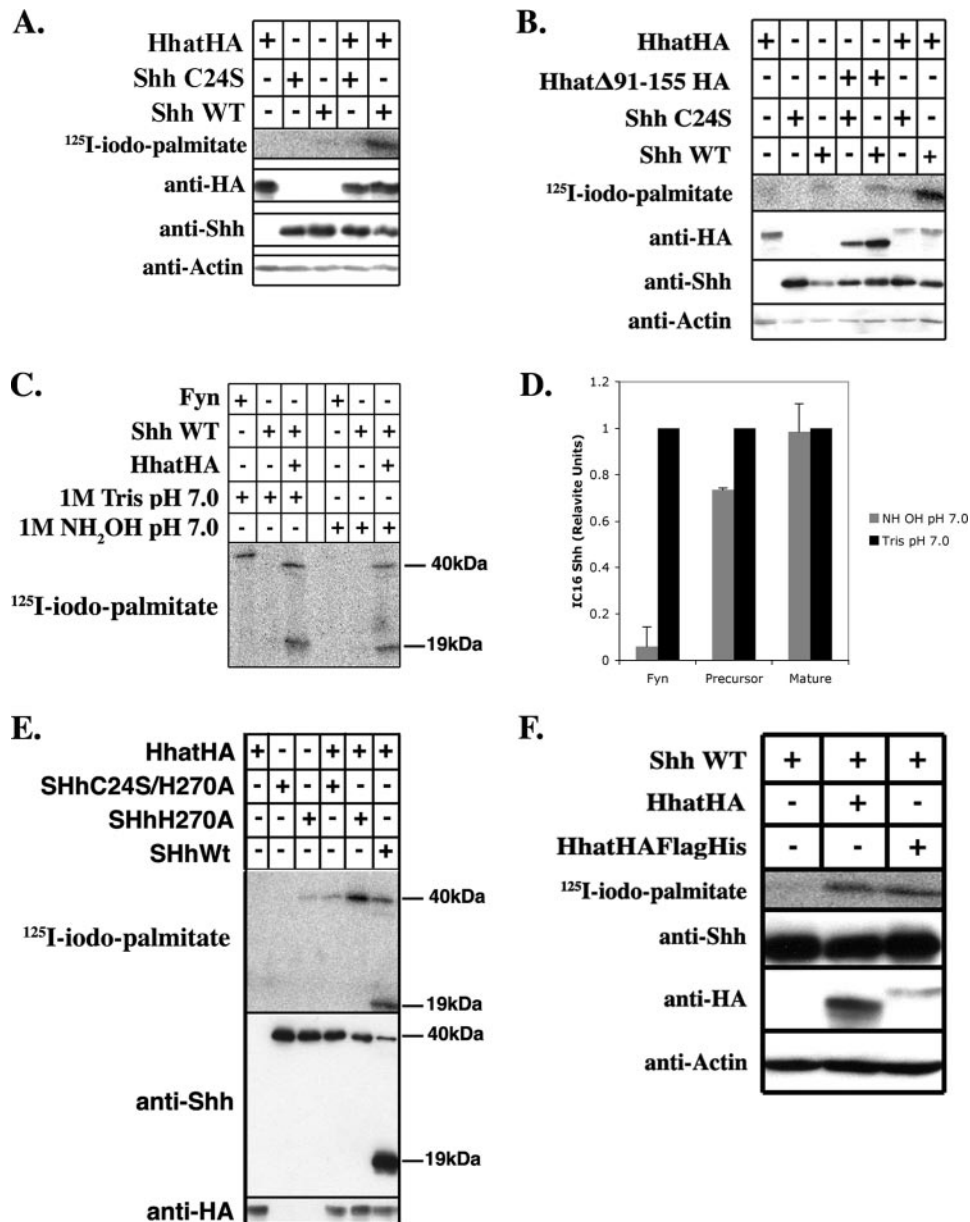 A.
HhatHA + - - + +
Shh C24S - + - + -
Shh WT - - + - +
125I-iodo-palmitate
anti-HA
anti-Shh
anti-Actin
B.
HhatHA + - - - - + +
HhatΔ91-155 HA - - - + + - -
Shh C24S - + - + - + -
Shh WT - - + - + - +
125I-iodo-palmitate
anti-HA
anti-Shh
anti-Actin
C.
Fyn + - - + - -
Shh WT - + + - + +
HhatHA - - + - - +
1M Tris pH 7.0 + + + - - -
1M NH2OH pH 7.0 - - - + + +
125I-iodo-palmitate
40kDa
19kDa
D.
IC16 Shh (Relavite Units)
1.2
1
0.8
0.6
0.4
0.2
0
Fyn Precursor Mature
NH OH pH 7.0
Tris pH 7.0
E.
HhatHA + - - + + +
SHhC24S/H270A - + - + - -
SHhH270A - - + - + -
SHhWt - - - - - +
125I-iodo-palmitate
40kDa
19kDa
anti-Shh
40kDa
19kDa
anti-HA
F.
Shh WT + + +
HhatHA - + -
HhatHAFlagHis - - +
125I-iodo-palmitate
anti-Shh
anti-HA
anti-Actin